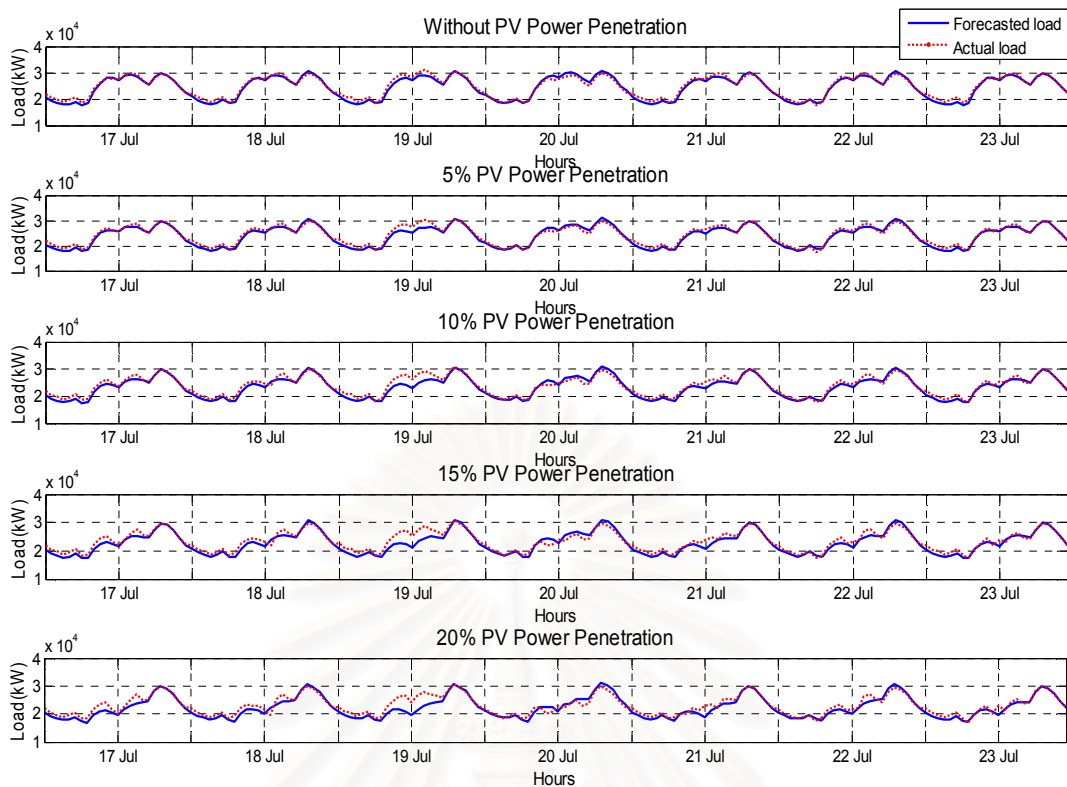 Without PV Power Penetration
Forecasted load
Actual load
x 10^4
Load(kW)
4
3
2
1
17 Jul 18 Jul 19 Jul 20 Jul 21 Jul 22 Jul 23 Jul
Hours
5% PV Power Penetration
x 10^4
Load(kW)
4
3
2
1
17 Jul 18 Jul 19 Jul 20 Jul 21 Jul 22 Jul 23 Jul
Hours
10% PV Power Penetration
x 10^4
Load(kW)
4
3
2
1
17 Jul 18 Jul 19 Jul 20 Jul 21 Jul 22 Jul 23 Jul
Hours
15% PV Power Penetration
x 10^4
Load(kW)
4
3
2
1
17 Jul 18 Jul 19 Jul 20 Jul 21 Jul 22 Jul 23 Jul
Hours
20% PV Power Penetration
x 10^4
Load(kW)
4
3
2
1
17 Jul 18 Jul 19 Jul 20 Jul 21 Jul 22 Jul 23 Jul
Hours